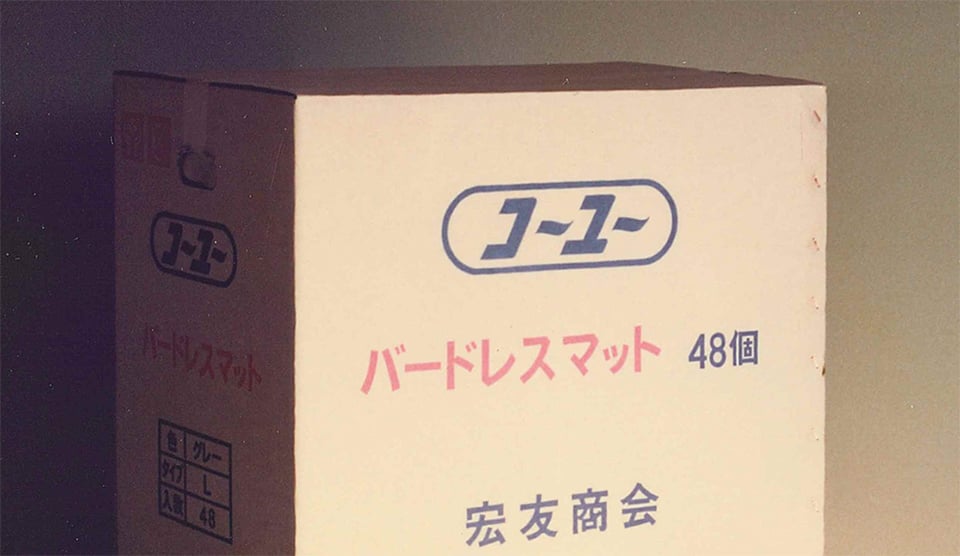 コーユー
バードレスマット
色 グレー
タイプ L
入数 48
コーユー
バードレスマット 48個
宏友商会